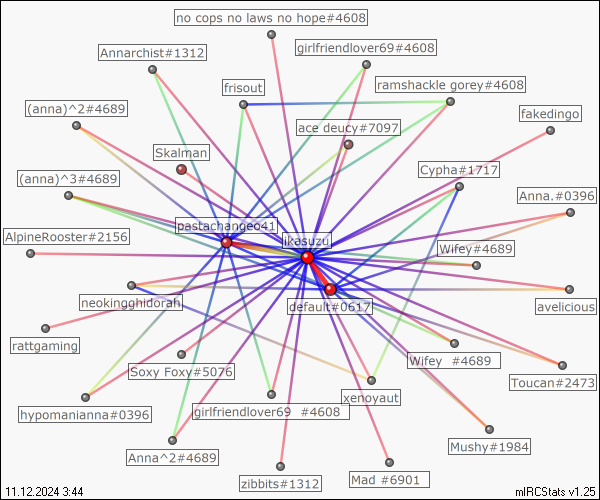 no cops no laws no hope#4608
Annarchist#1312
girlfriendlover69#4608
frisout
ramshackle gorey#4608
(anna)^2#4689
fakedingo
ace deucy#7097
Skalman
Cypha#1717
(anna)^3#4689
Anna.#0396
pastachangeo41
likasuzu
AlpineRooster#2156
Wifey#4689
neokingghidorah
default#0617
avelicious
rattgaming
Wifey #4689
Soxy Foxy#5076
Toucan#2473
xenoyaut
hypomanianna#0396
girlfriendlover69 #4608
Mushy#1984
Anna^2#4689
zibbits#1312
Mad #6901
11.12.2024 3:44
mIRCStats v1.25